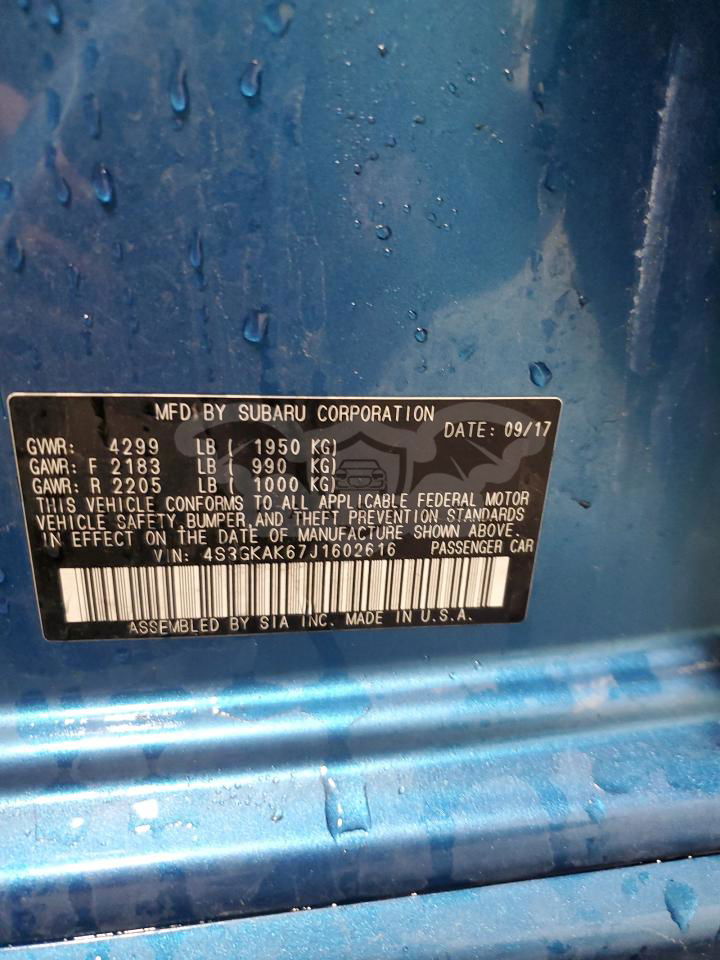 MFD BY SUBARU CORPORATION
DATE: 09/17
GVWR: 4299 LB ( 1950 KG)
GAWR: F 2183 LB ( 990 KG)
GAWR: R 2205 LB ( 1000 KG)
THIS VEHICLE CONFORMS TO ALL APPLICABLE FEDERAL MOTOR
VEHICLE SAFETY, BUMPER, AND THEFT PREVENTION STANDARDS
IN EFFECT ON THE DATE OF MANUFACTURE SHOWN ABOVE.
VIN: 4S3GKAK67J1602616 PASSENGER CAR
ASSEMBLED BY SIA INC. MADE IN U.S.A.